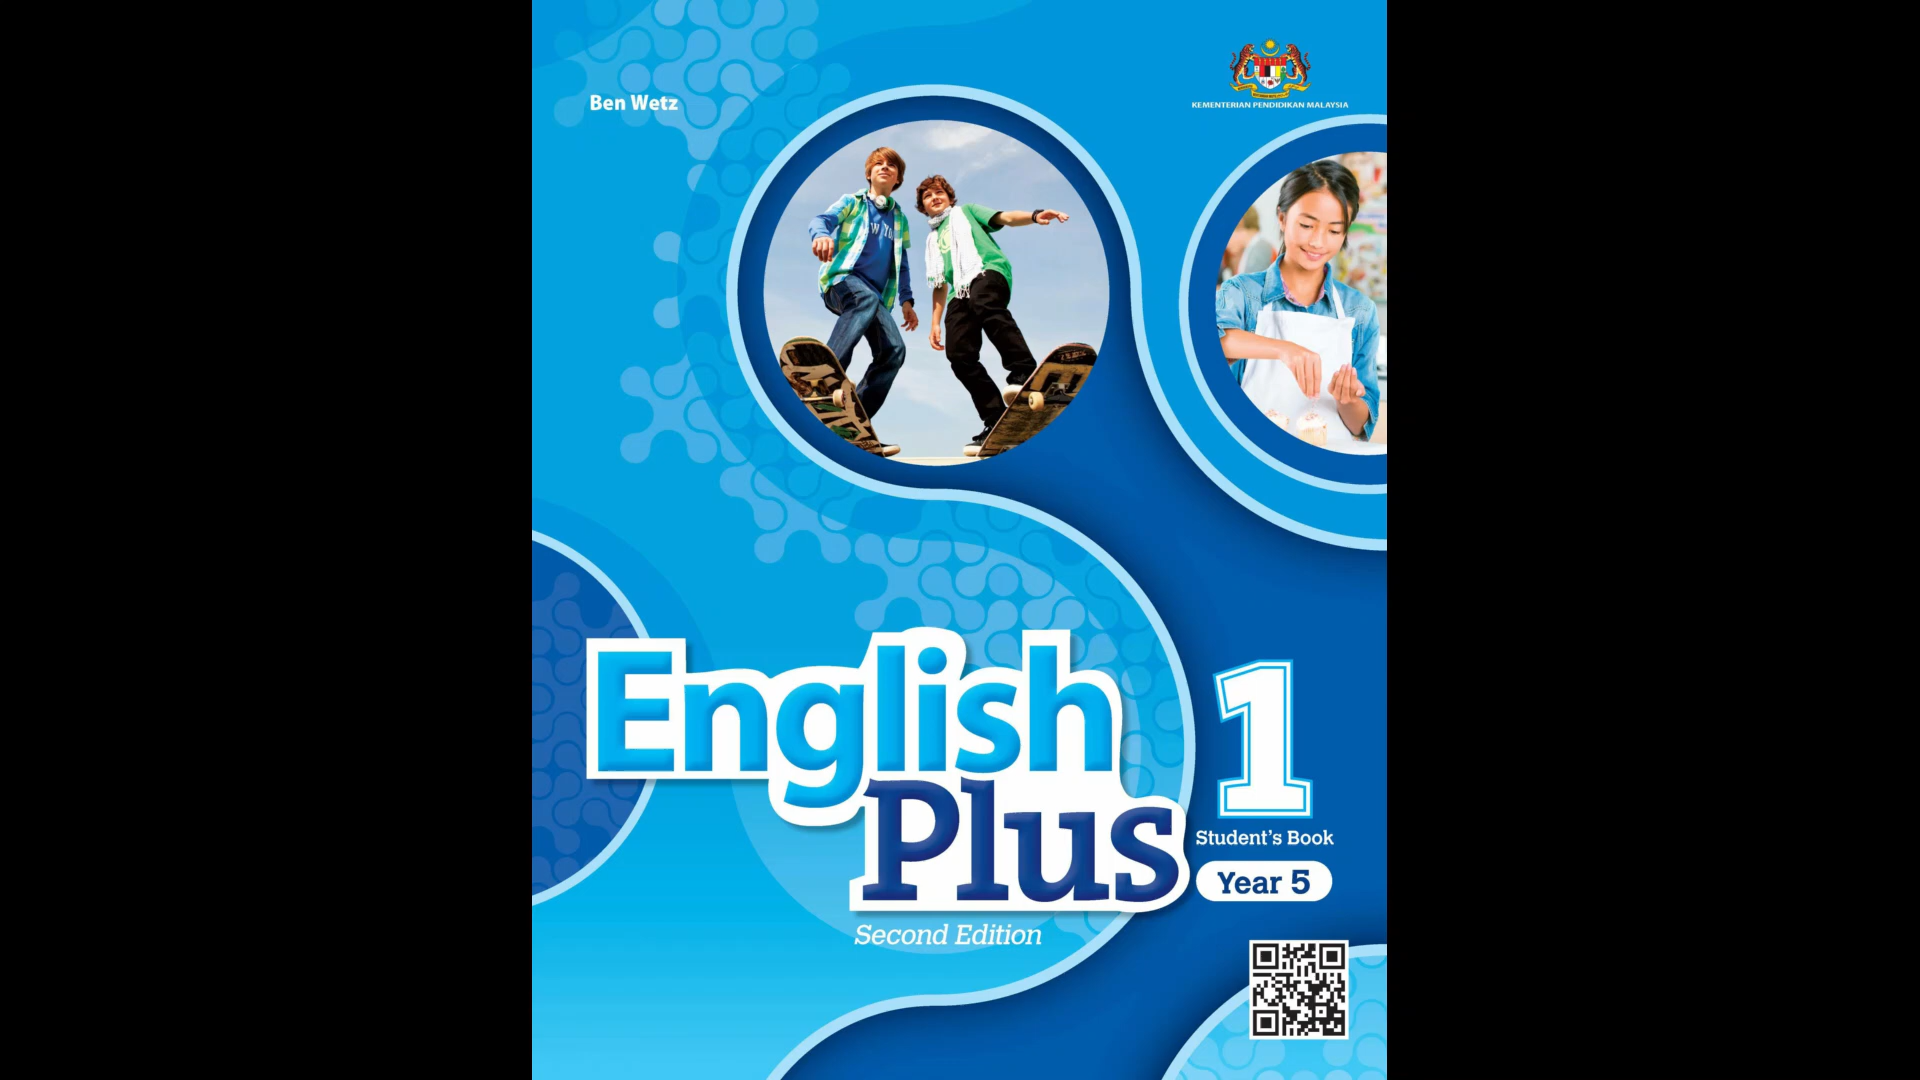 Ben Wetz
KEMENTERIAN PENDIDIKAN MALAYSIA
English
Plus
1
Student's Book
Year 5
Second Edition